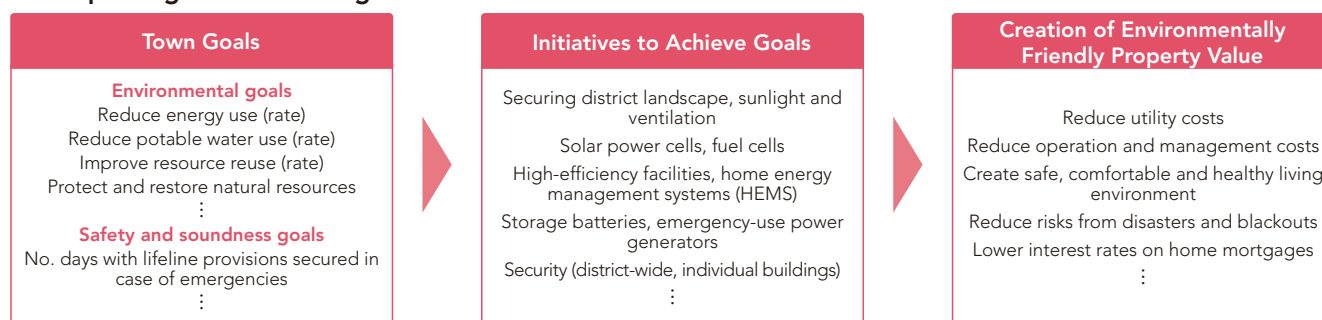 Town Goals
Environmental goals
Reduce energy use (rate)
Reduce potable water use (rate)
Improve resource reuse (rate)
Protect and restore natural resources
⋮
Safety and soundness goals
No. days with lifeline provisions secured in
case of emergencies
⋮
Initiatives to Achieve Goals
Securing district landscape, sunlight and
ventilation
Solar power cells, fuel cells
High-efficiency facilities, home energy
management systems (HEMS)
Storage batteries, emergency-use power
generators
Security (district-wide, individual buildings)
⋮
Creation of Environmentally
Friendly Property Value
Reduce utility costs
Reduce operation and management costs
Create safe, comfortable and healthy living
environment
Reduce risks from disasters and blackouts
Lower interest rates on home mortgages
⋮